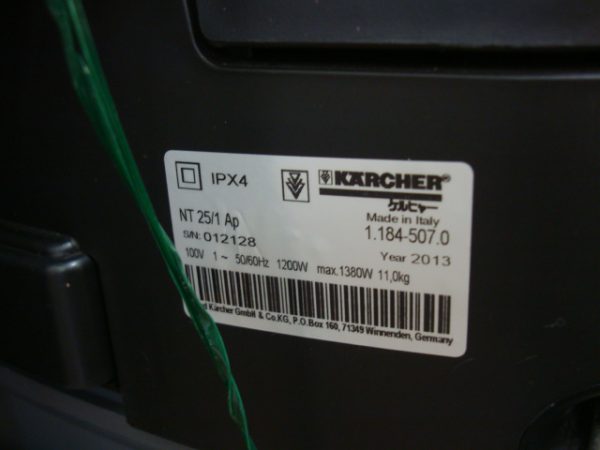 IPX4 KÄRCHER®
ケルヒャー
NT 25/1 Ap Made in Italy
S/N: 012128 1.184-507.0
Year 2013
100V 1~ 50/60Hz 1200W max.1380W 11,0kg
Kärcher GmbH & Co.KG, P.O.Box 160, 71349 Winnenden, Germany